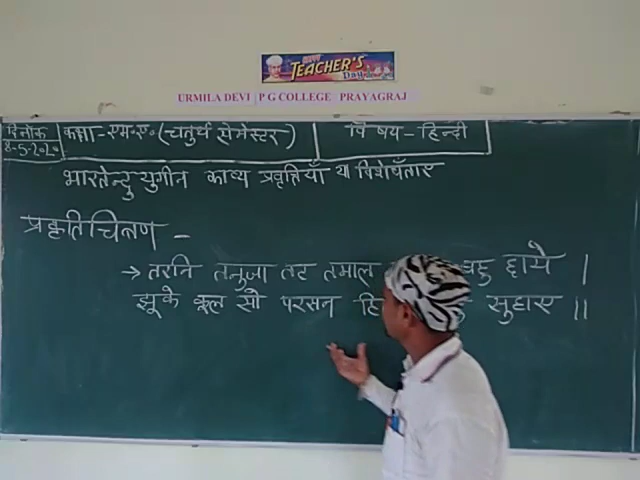 TEACHER'S
Day
URMILA DEVI P G COLLEGE PRAYAGRAJ
दिनांक कक्षा-एम.ए. (चतुर्थ सेमेस्टर) विषय-हिन्दी
भारतेन्दु युगीन काव्य प्रवृत्तियाँ या विशेषताएँ
प्रकृति चित्रण -
→ तरनि तनुजा तट तमाल बहु छाये |
झूके कूल सो परसन हि सुहाए ||